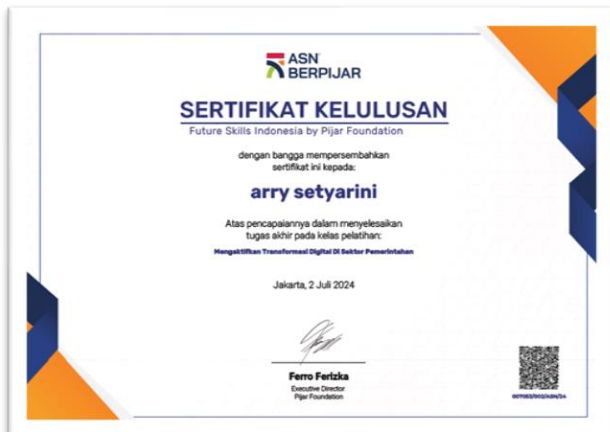 ASN
BERPIJAR
SERTIFIKAT KELULUSAN
Future Skills Indonesia by Pijar Foundation
dengan bangga mempersembahkan
sertifikat ini kepada:
arry setyarini
Atas pencapaiannya dalam menyelesaikan
tugas akhir pada kelas pelatihan:
Mengaktifkan Transformasi Digital Di Sektor Pemerintahan
Jakarta, 2 Juli 2024
Ferro Ferizka
Executive Director
Pijar Foundation